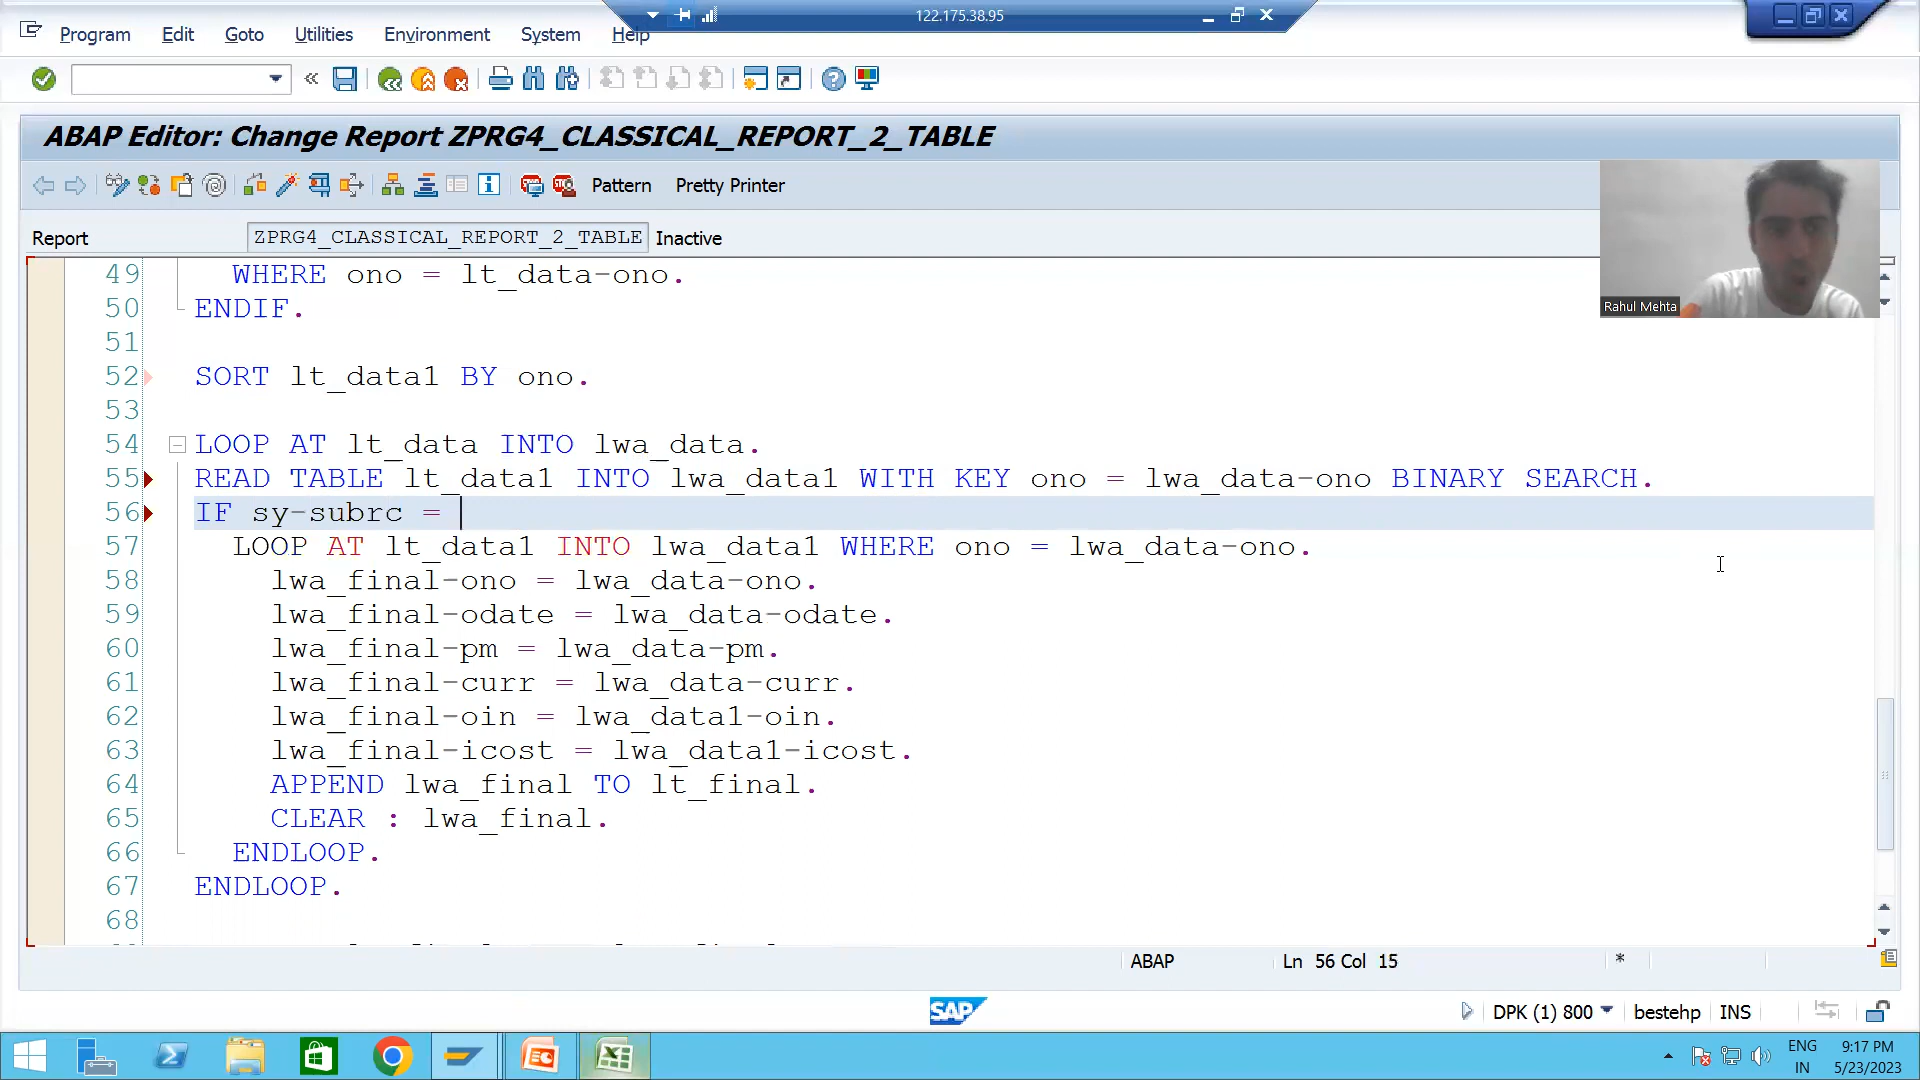 122.175.38.95
Program Edit Goto Utilities Environment System Help
ABAP Editor: Change Report ZPRG4_CLASSICAL_REPORT_2_TABLE
Pattern Pretty Printer
Report ZPRG4_CLASSICAL_REPORT_2_TABLE Inactive
Rahul Mehta
49 WHERE ono = lt_data-ono.
50 ENDIF.
51
52 SORT lt_data1 BY ono.
53
54 LOOP AT lt_data INTO lwa_data.
55 READ TABLE lt_data1 INTO lwa_data1 WITH KEY ono = lwa_data-ono BINARY SEARCH.
56 IF sy-subrc =
57 LOOP AT lt_data1 INTO lwa_data1 WHERE ono = lwa_data-ono.
58 lwa_final-ono = lwa_data-ono.
59 lwa_final-odate = lwa_data-odate.
60 lwa_final-pm = lwa_data-pm.
61 lwa_final-curr = lwa_data-curr.
62 lwa_final-oin = lwa_data1-oin.
63 lwa_final-icost = lwa_data1-icost.
64 APPEND lwa_final TO lt_final.
65 CLEAR : lwa_final.
66 ENDLOOP.
67 ENDLOOP.
68
ABAP Ln 56 Col 15 *
SAP DPK (1) 800 bestehp INS
ENG 9:17 PM
IN 5/23/2023